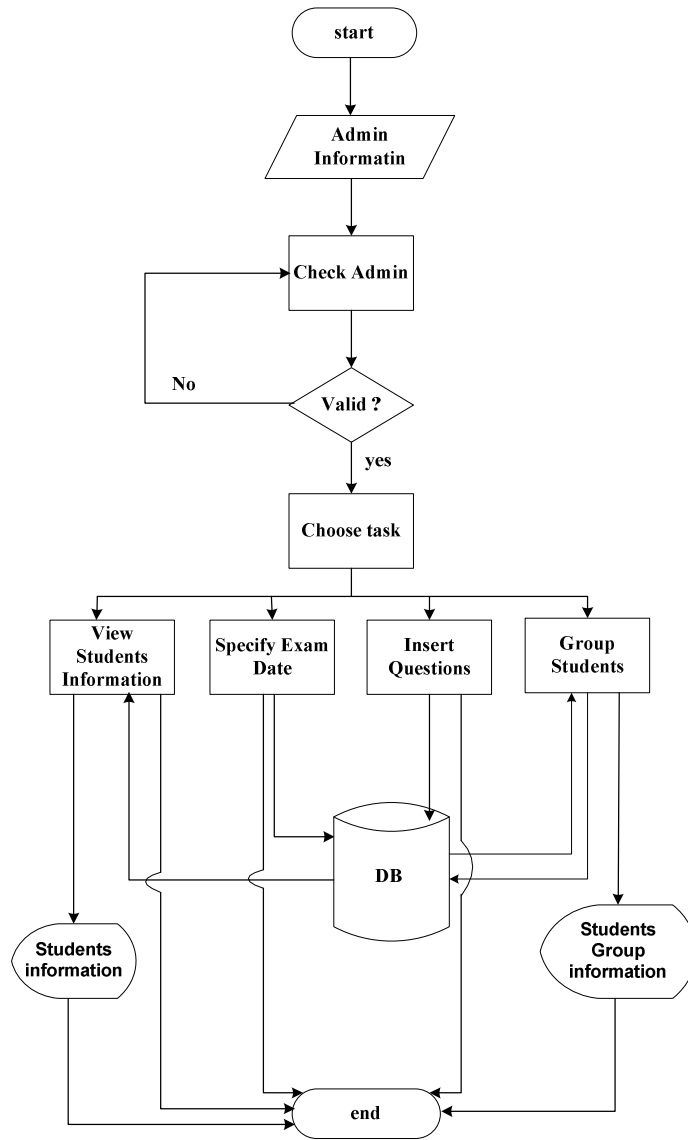 start
Admin
Informatin
Check Admin
No
Valid ?
yes
Choose task
View
Students
Information
Specify Exam
Date
Insert
Questions
Group
Students
DB
Students
information
Students
Group
information
end